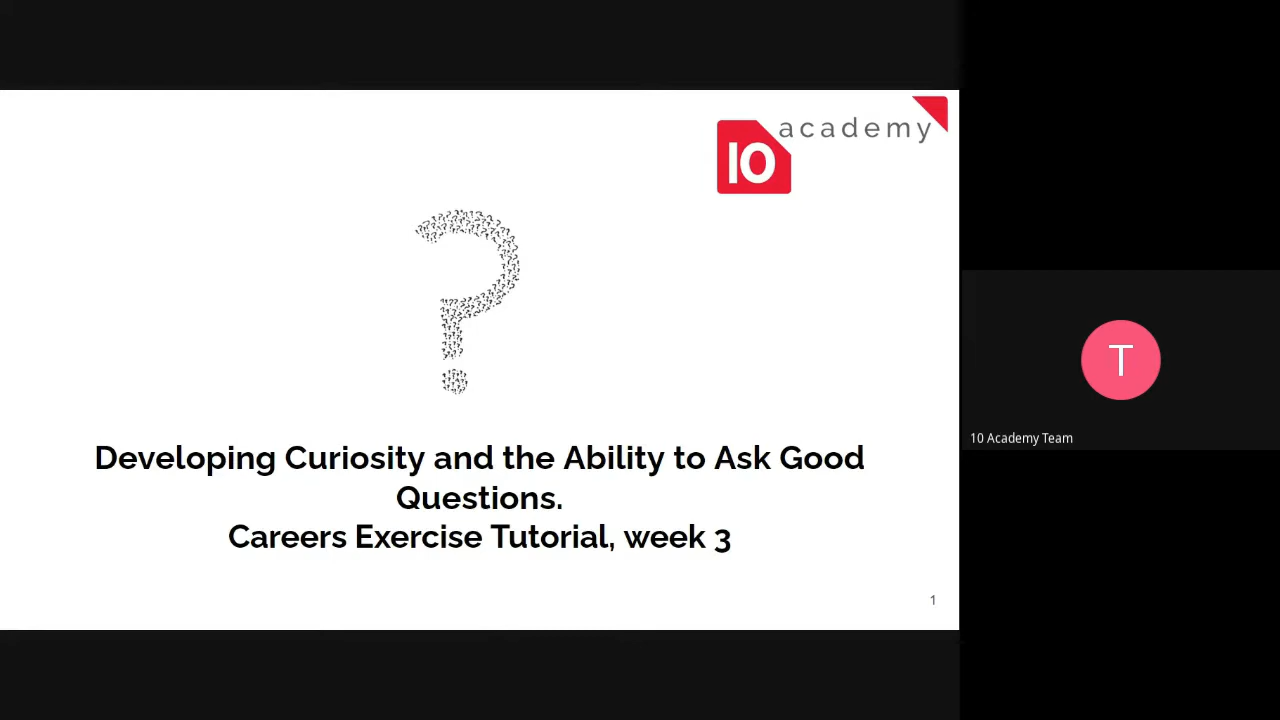 academy
10
?
Developing Curiosity and the Ability to Ask Good
Questions.
Careers Exercise Tutorial, week 3
1
T
10 Academy Team